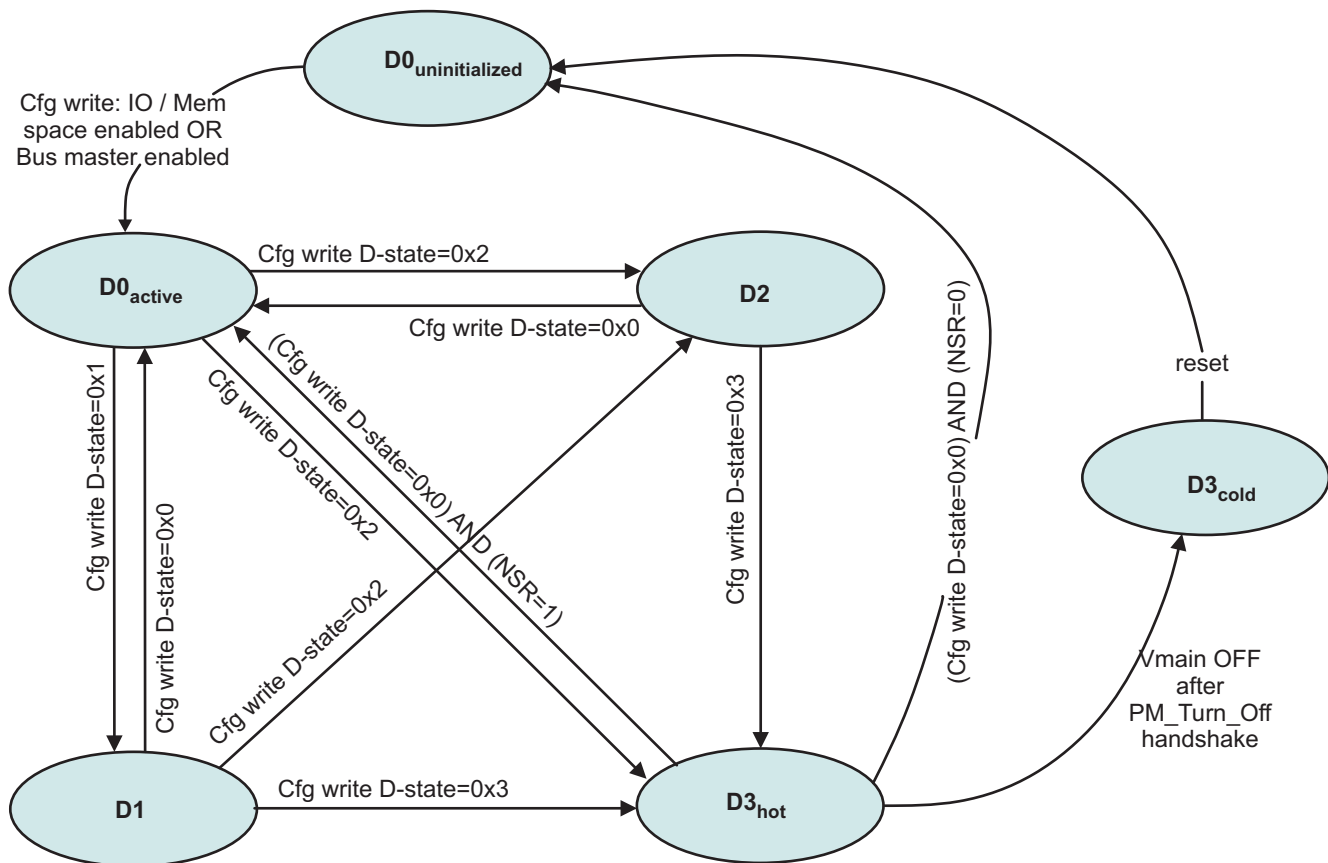 D0uninitialized
Cfg write: IO / Mem
space enabled OR
Bus master enabled
D0active
Cfg write D-state=0x2
D2
Cfg write D-state=0x0
Cfg write D-state=0x1
Cfg write D-state=0x0
Cfg write D-state=0x2
(Cfg write D-state=0x0) AND (NSR=1)
Cfg write D-state=0x2
Cfg write D-state=0x3
(Cfg write D-state=0x0) AND (NSR=0)
reset
D3cold
Vmain OFF
after
PM_Turn_Off
handshake
D1
Cfg write D-state=0x3
D3hot